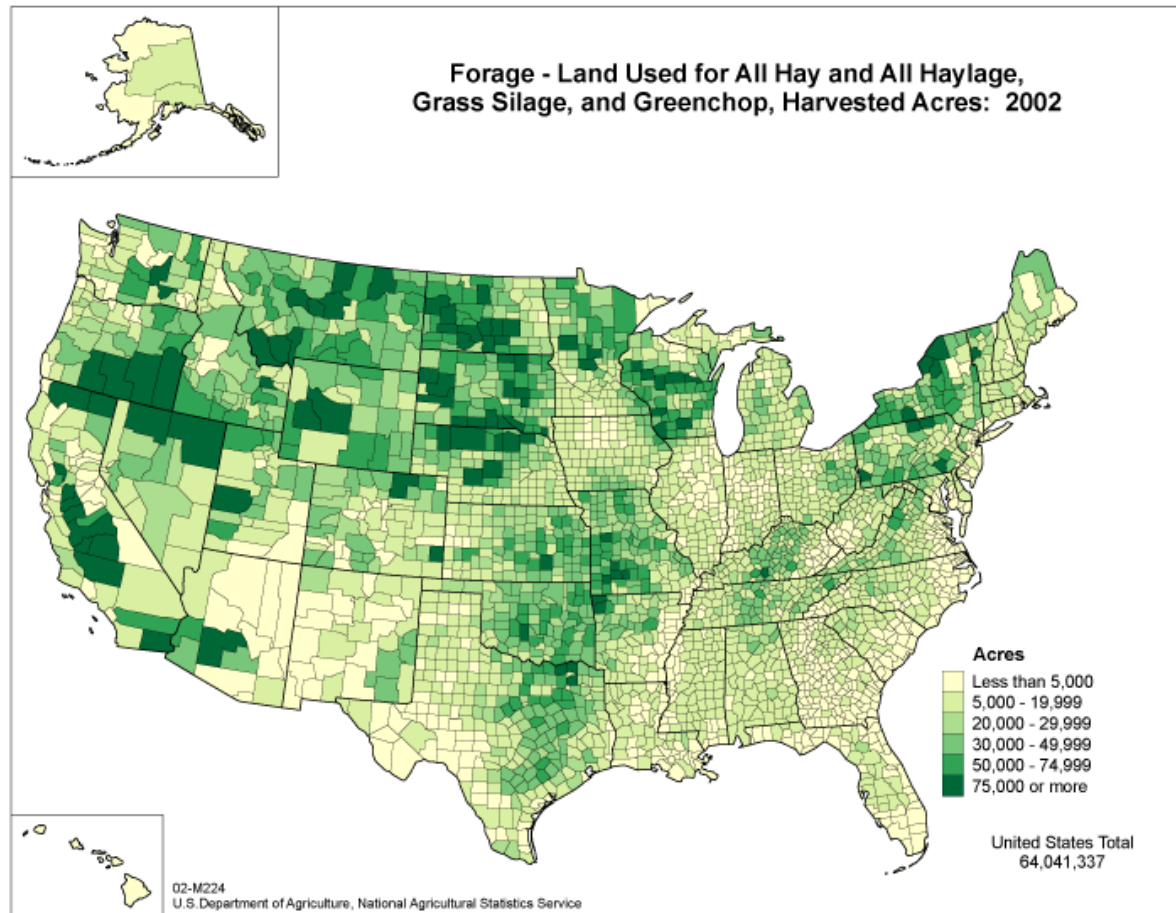 Forage - Land Used for All Hay and All Haylage,
Grass Silage, and Greenchop, Harvested Acres:  2002
Acres
Less than 5,000
5,000 - 19,999
20,000 - 29,999
30,000 - 49,999
50,000 - 74,999
75,000 or more
United States Total
64,041,337
02-M224
U.S.Department of Agriculture, National Agricultural Statistics Service